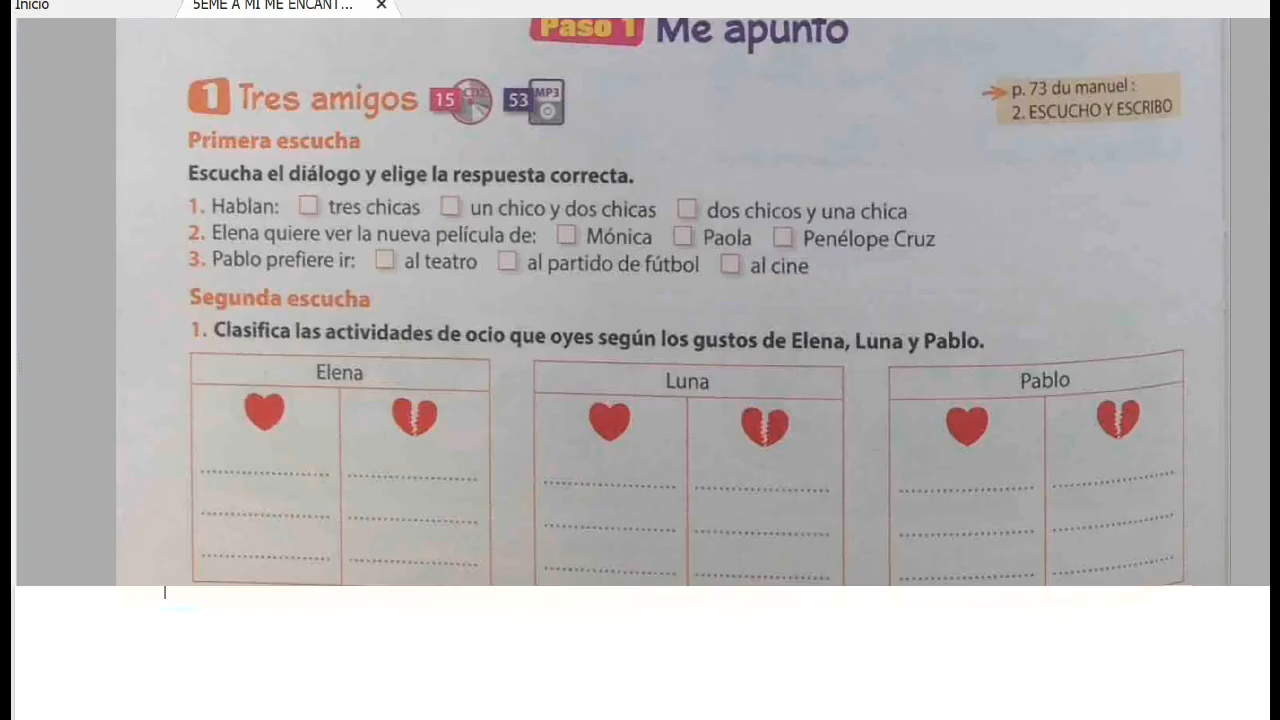 Inicio
5EME A MI ME ENCANT...
Paso 1 Me apunto
1 Tres amigos 15 CD2 53 MP3
p. 73 du manuel :
2. ESCUCHO Y ESCRIBO
Primera escucha
Escucha el diálogo y elige la respuesta correcta.
1. Hablan: tres chicas un chico y dos chicas dos chicos y una chica
2. Elena quiere ver la nueva película de: Mónica Paola Penélope Cruz
3. Pablo prefiere ir: al teatro al partido de fútbol al cine
Segunda escucha
1. Clasifica las actividades de ocio que oyes según los gustos de Elena, Luna y Pablo.
Elena
Luna
Pablo